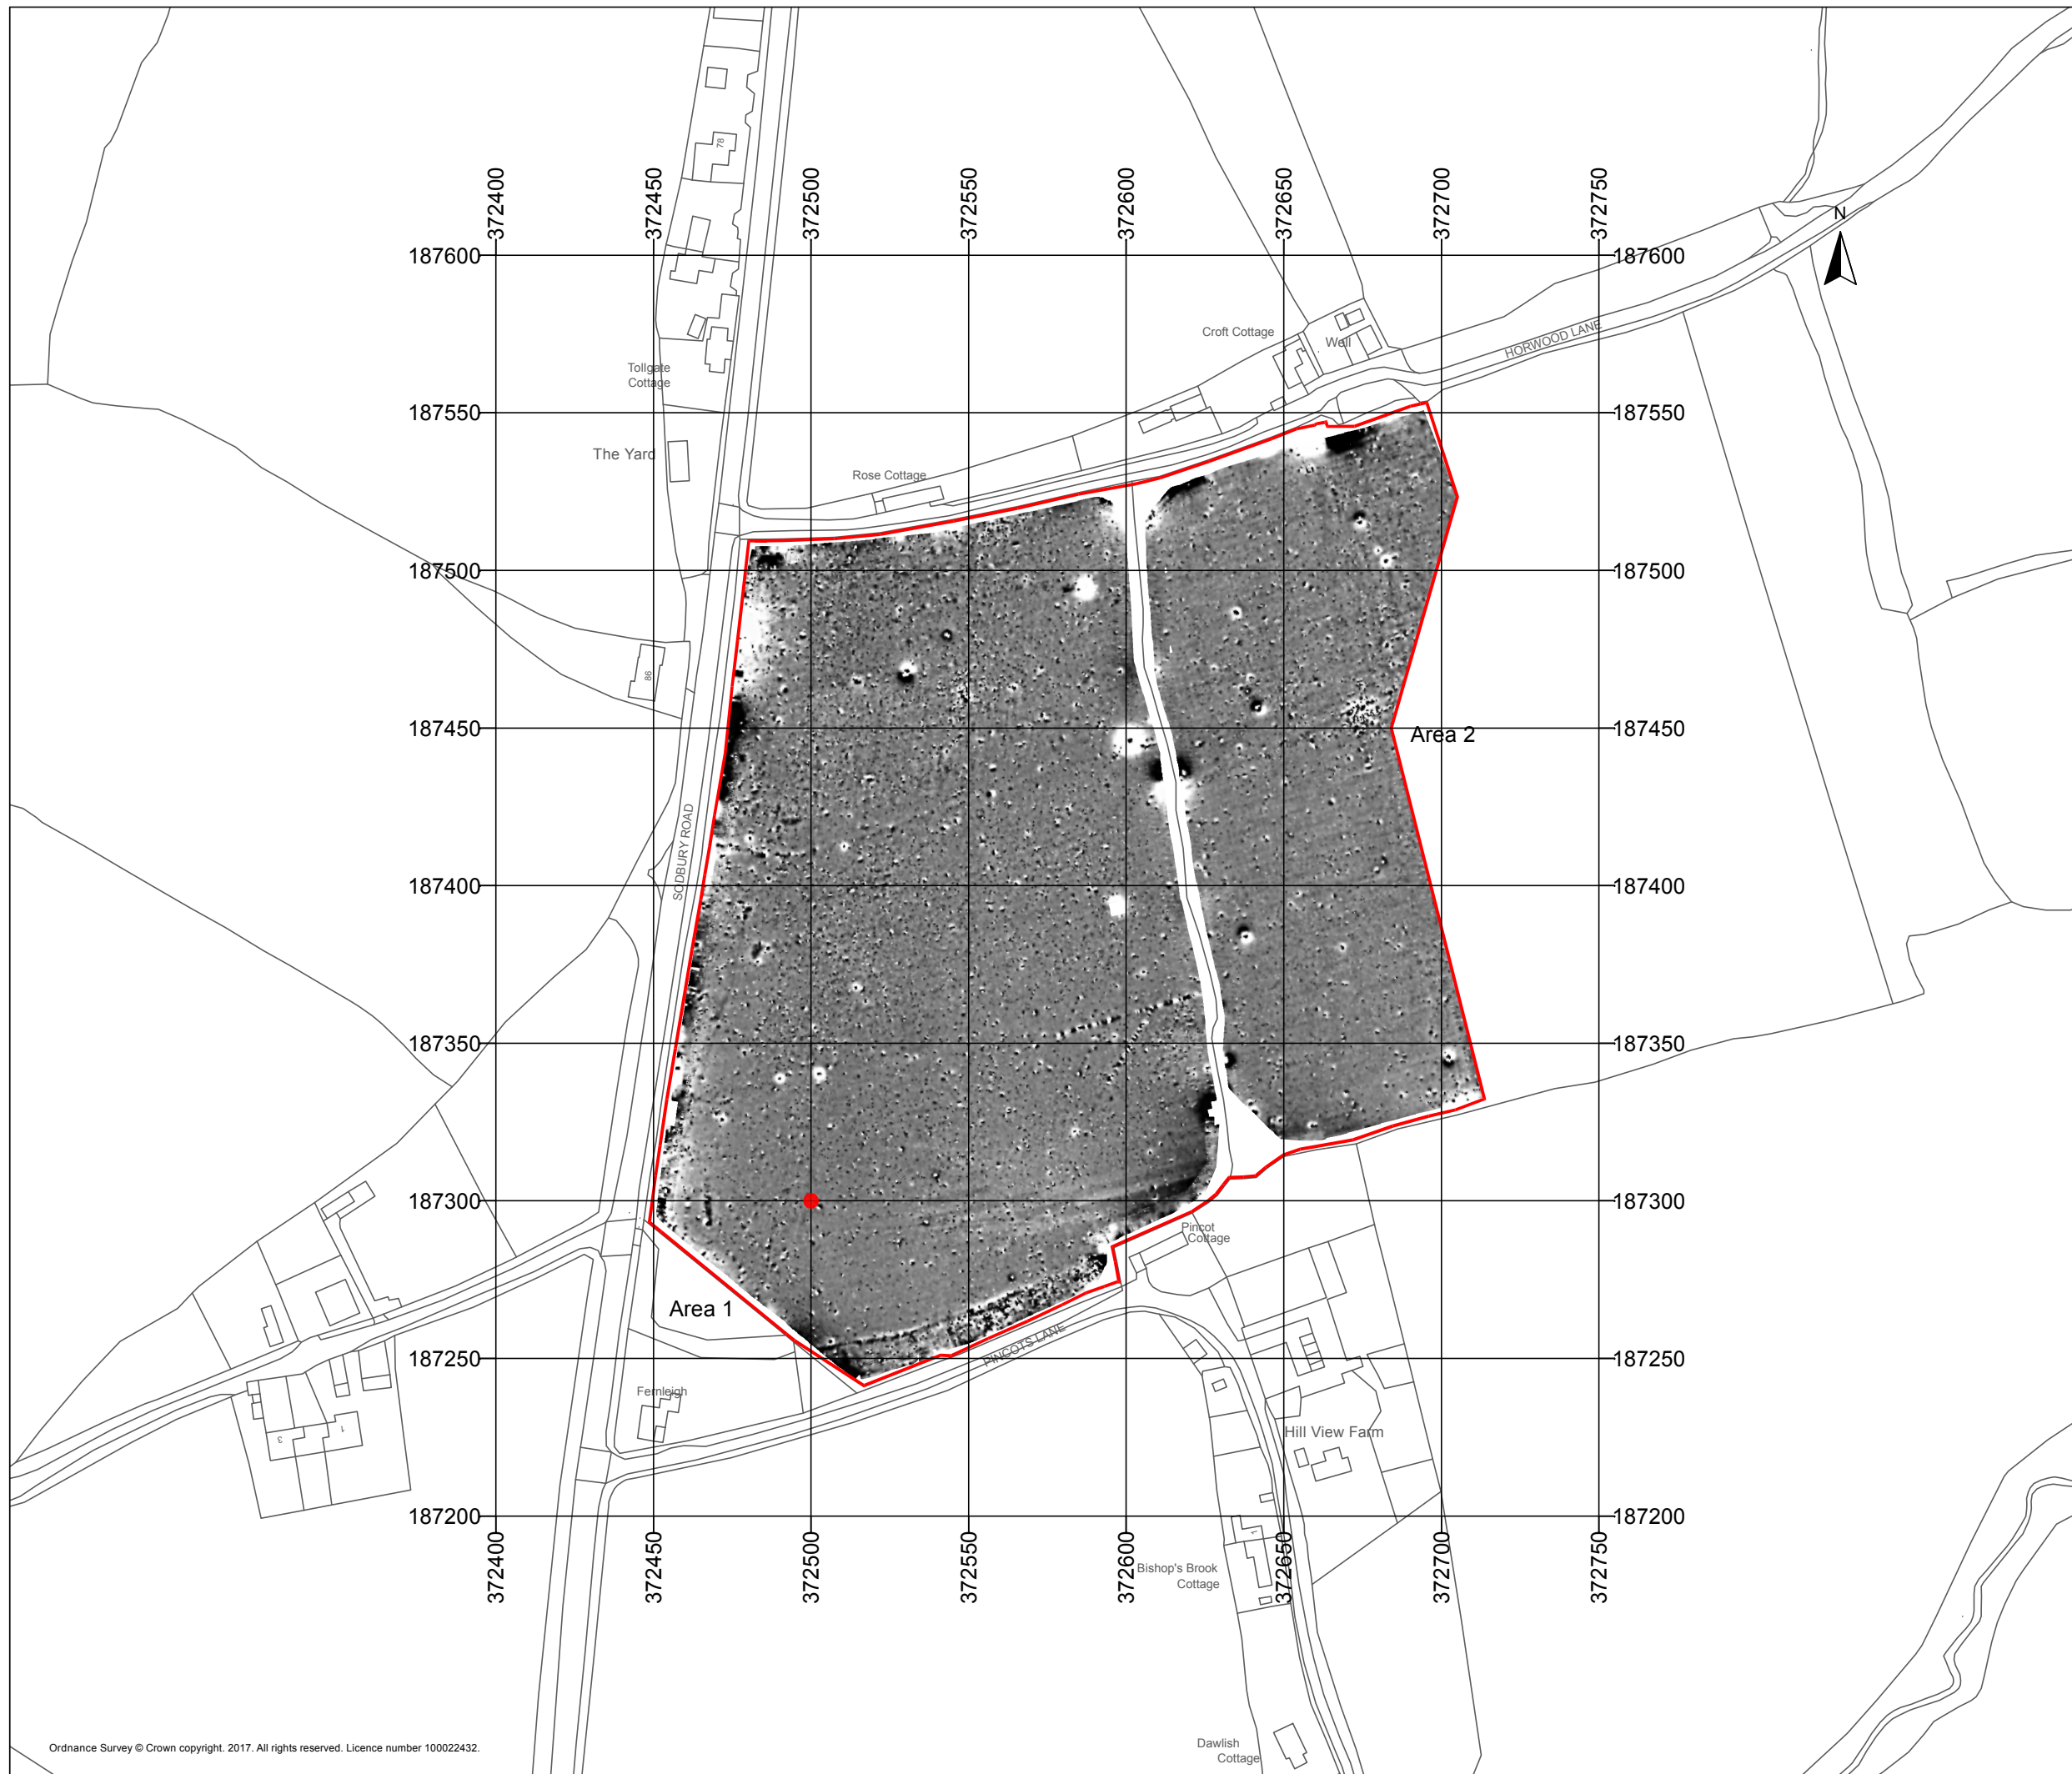 78
372400
372450
372500
372550
372600
372650
372700
372750
N
187600
187600
HORWOOD LANE
Croft Cottage
Well
Tollgate
Cottage
187550
187550
The Yard
Rose Cottage
187500
187500
86
187450
187450
Area 2
SODBURY ROAD
187400
187400
187350
187350
187300
187300
Pincot
Cottage
Area 1
PINCOTS LANE
187250
187250
Fernleigh
3
1
Hill View Farm
187200
187200
1
372400
372450
372500
372550
372600
372650
372700
372750
Bishop's Brook
Cottage
Dawlish
Cottage
Ordnance Survey © Crown copyright. 2017. All rights reserved. Licence number 100022432.